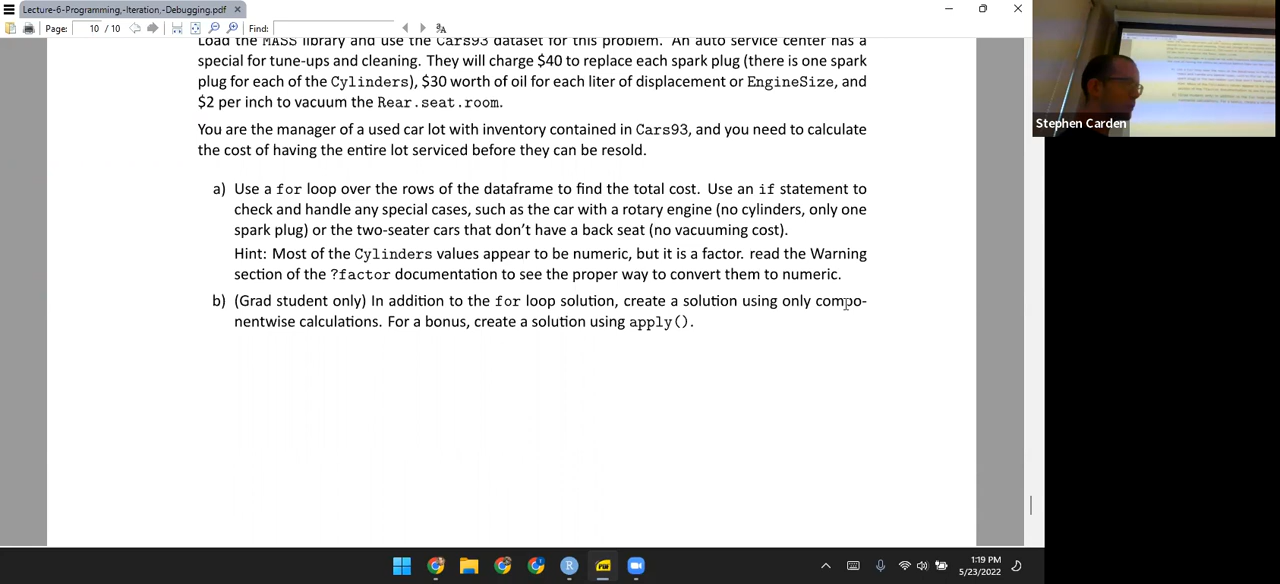 Lecture-6-Programming,-Iteration,-Debugging.pdf
Page: 10 / 10 Find:
Load the MASS library and use the Cars93 dataset for this problem. An auto service center has a
special for tune-ups and cleaning. They will charge $40 to replace each spark plug (there is one spark
plug for each of the Cylinders), $30 worth of oil for each liter of displacement or EngineSize, and
$2 per inch to vacuum the Rear.seat.room.
You are the manager of a used car lot with inventory contained in Cars93, and you need to calculate
the cost of having the entire lot serviced before they can be resold.
a) Use a for loop over the rows of the dataframe to find the total cost. Use an if statement to
check and handle any special cases, such as the car with a rotary engine (no cylinders, only one
spark plug) or the two-seater cars that don't have a back seat (no vacuuming cost).
Hint: Most of the Cylinders values appear to be numeric, but it is a factor. read the Warning
section of the ?factor documentation to see the proper way to convert them to numeric.
b) (Grad student only) In addition to the for loop solution, create a solution using only compo-
nentwise calculations. For a bonus, create a solution using apply().
Stephen Carden
1:19 PM
5/23/2022